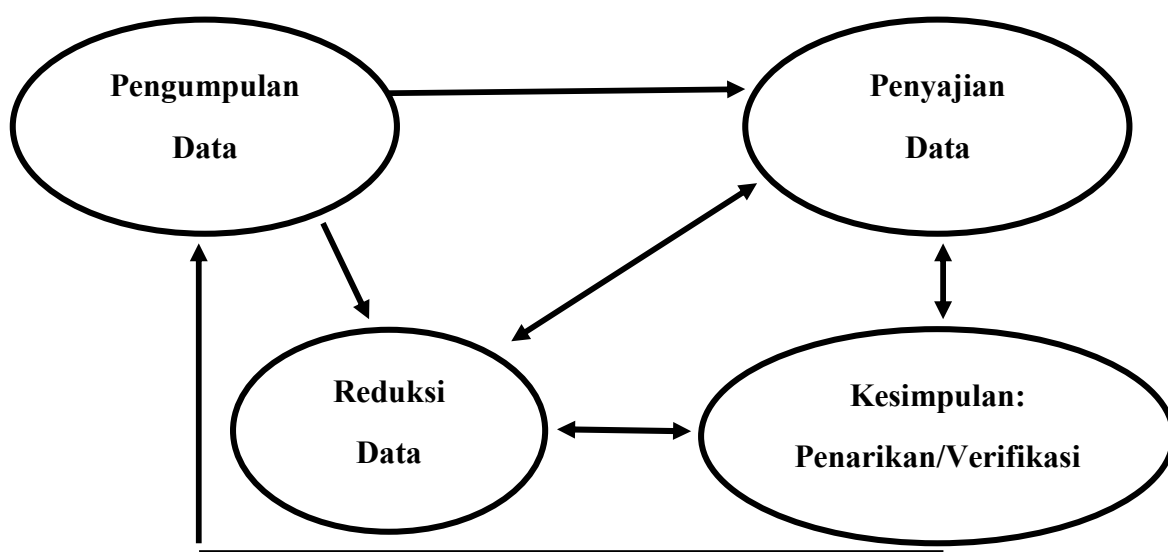 Pengumpulan
Data
Penyajian
Data
Reduksi
Data
Kesimpulan:
Penarikan/Verifikasi